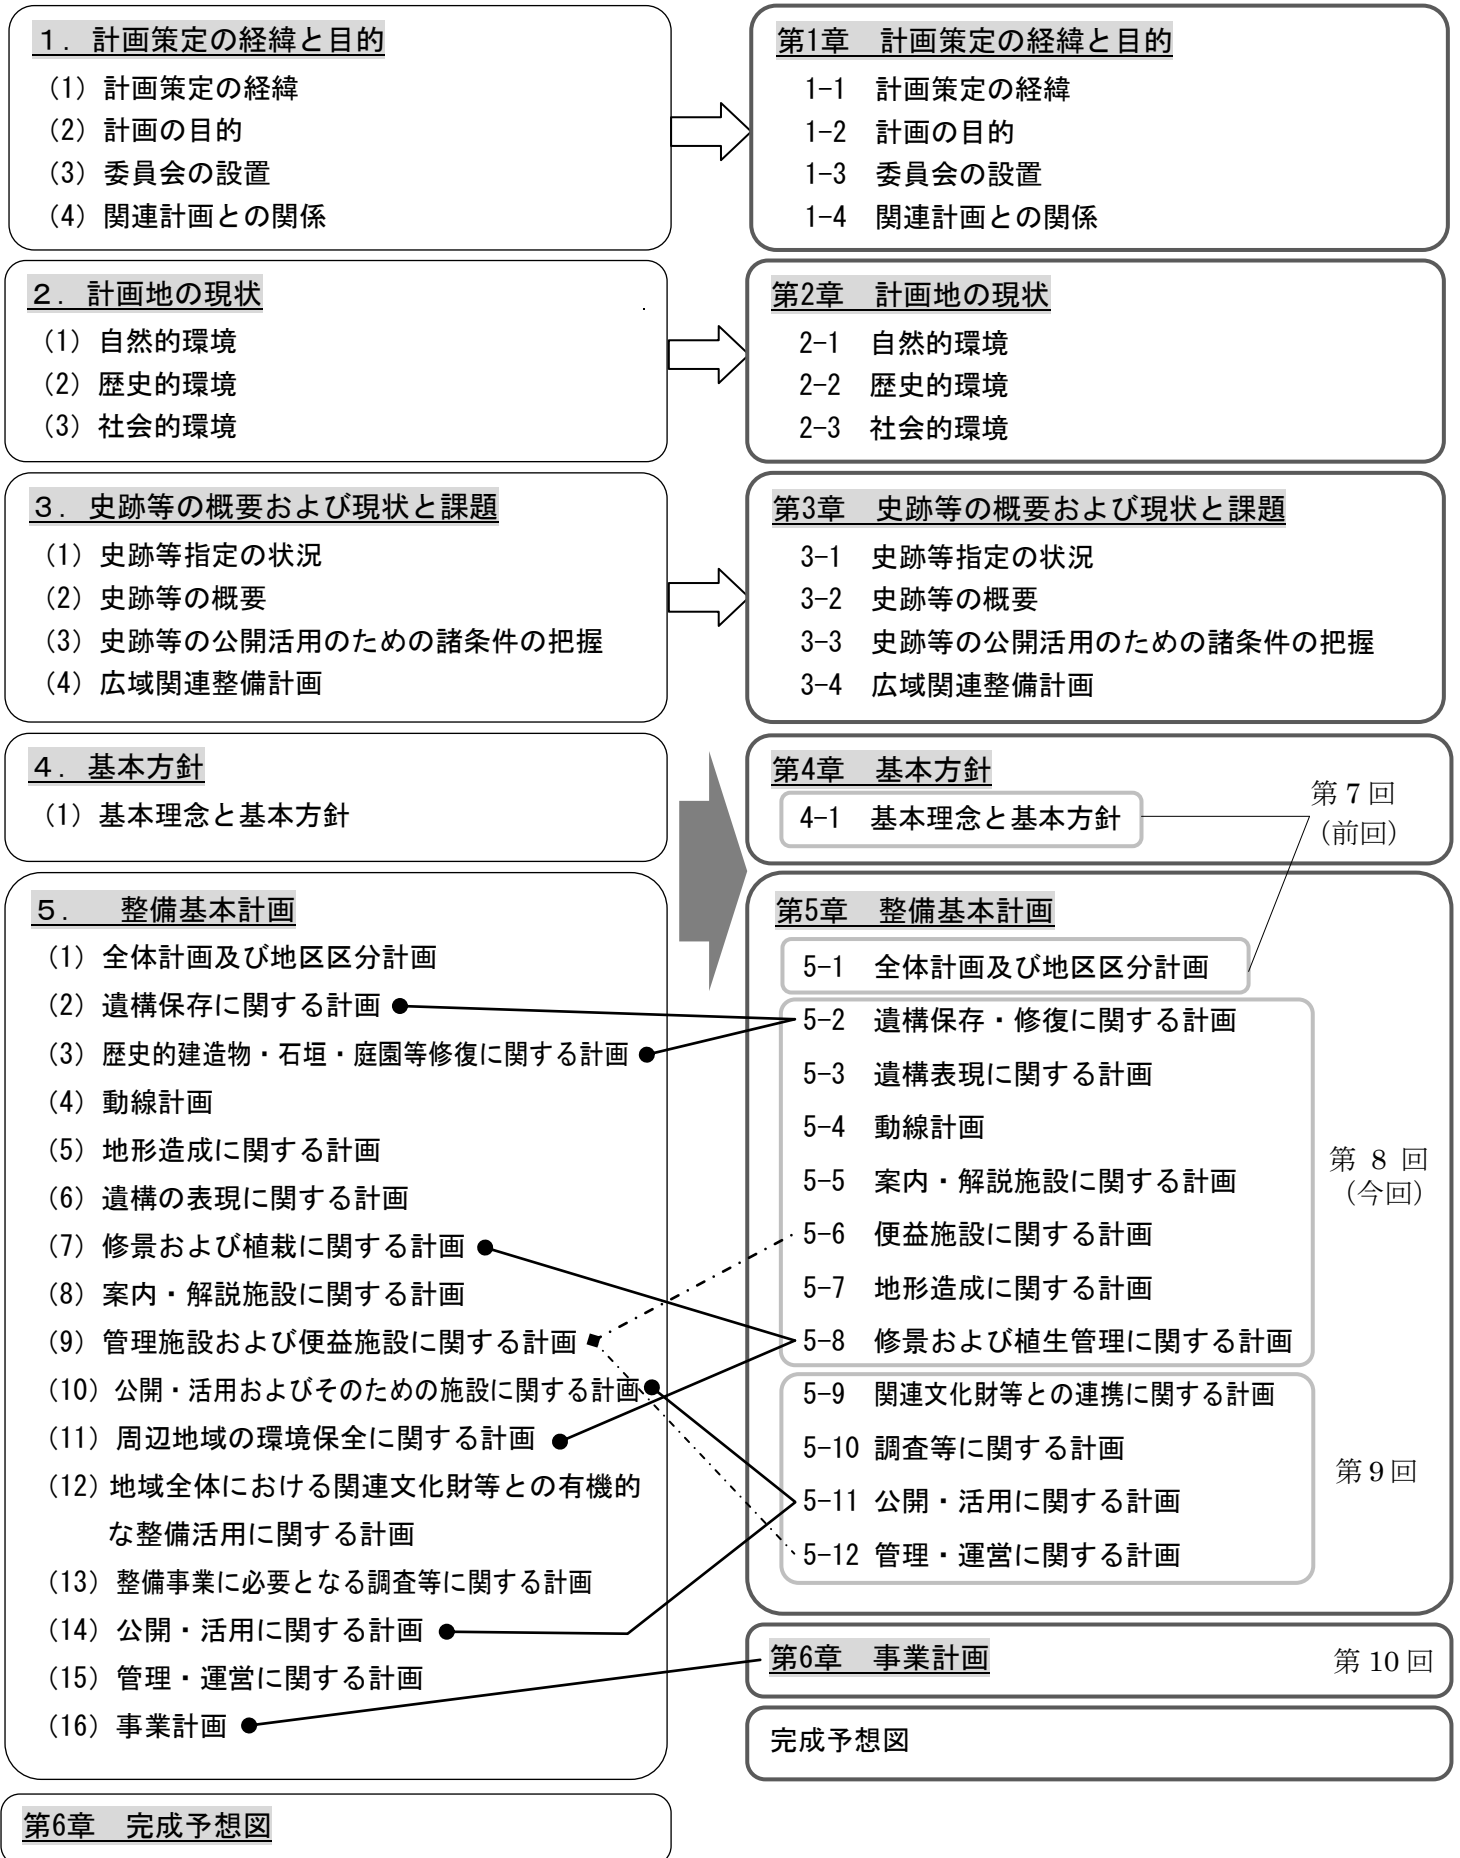 １．計画策定の経緯と目的
(1) 計画策定の経緯
(2) 計画の目的
(3) 委員会の設置
(4) 関連計画との関係
２．計画地の現状
(1) 自然的環境
(2) 歴史的環境
(3) 社会的環境
３．史跡等の概要および現状と課題
(1) 史跡等指定の状況
(2) 史跡等の概要
(3) 史跡等の公開活用のための諸条件の把握
(4) 広域関連整備計画
４．基本方針
(1) 基本理念と基本方針
５．　整備基本計画
(1) 全体計画及び地区区分計画
(2) 遺構保存に関する計画
(3) 歴史的建造物・石垣・庭園等修復に関する計画
(4) 動線計画
(5) 地形造成に関する計画
(6) 遺構の表現に関する計画
(7) 修景および植栽に関する計画
(8) 案内・解説施設に関する計画
(9) 管理施設および便益施設に関する計画
(10) 公開・活用およびそのための施設に関する計画
(11) 周辺地域の環境保全に関する計画
(12) 地域全体における関連文化財等との有機的
な整備活用に関する計画
(13) 整備事業に必要となる調査等に関する計画
(14) 公開・活用に関する計画
(15) 管理・運営に関する計画
(16) 事業計画
第6章　完成予想図
第1章　計画策定の経緯と目的
1-1　計画策定の経緯
1-2　計画の目的
1-3　委員会の設置
1-4　関連計画との関係
第2章　計画地の現状
2-1　自然的環境
2-2　歴史的環境
2-3　社会的環境
第3章　史跡等の概要および現状と課題
3-1　史跡等指定の状況
3-2　史跡等の概要
3-3　史跡等の公開活用のための諸条件の把握
3-4　広域関連整備計画
第4章　基本方針
4-1　基本理念と基本方針
第 7 回
（前回）
第5章　整備基本計画
5-1　全体計画及び地区区分計画
5-2　遺構保存・修復に関する計画
5-3　遺構表現に関する計画
5-4　動線計画
5-5　案内・解説施設に関する計画
5-6　便益施設に関する計画
5-7　地形造成に関する計画
5-8　修景および植生管理に関する計画
第 8 回
（今回）
5-9　関連文化財等との連携に関する計画
5-10 調査等に関する計画
5-11 公開・活用に関する計画
5-12 管理・運営に関する計画
第 9 回
第6章　事業計画
第 10 回
完成予想図